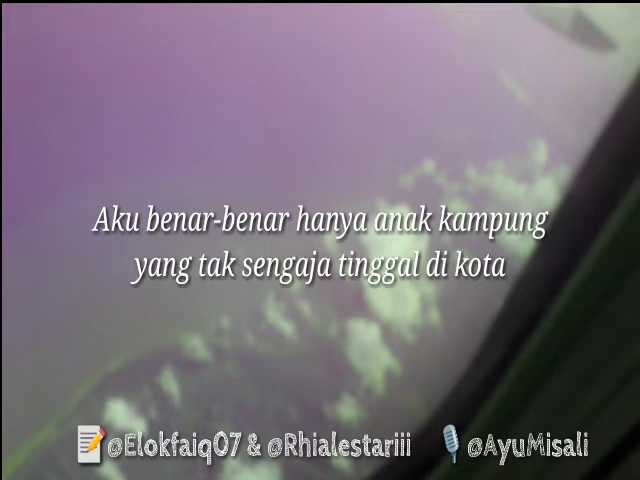 Aku benar-benar hanya anak kampung
yang tak sengaja tinggal di kota
📝@Elokfaiq07 & @Rhialestariii 🎙@AyuMisali